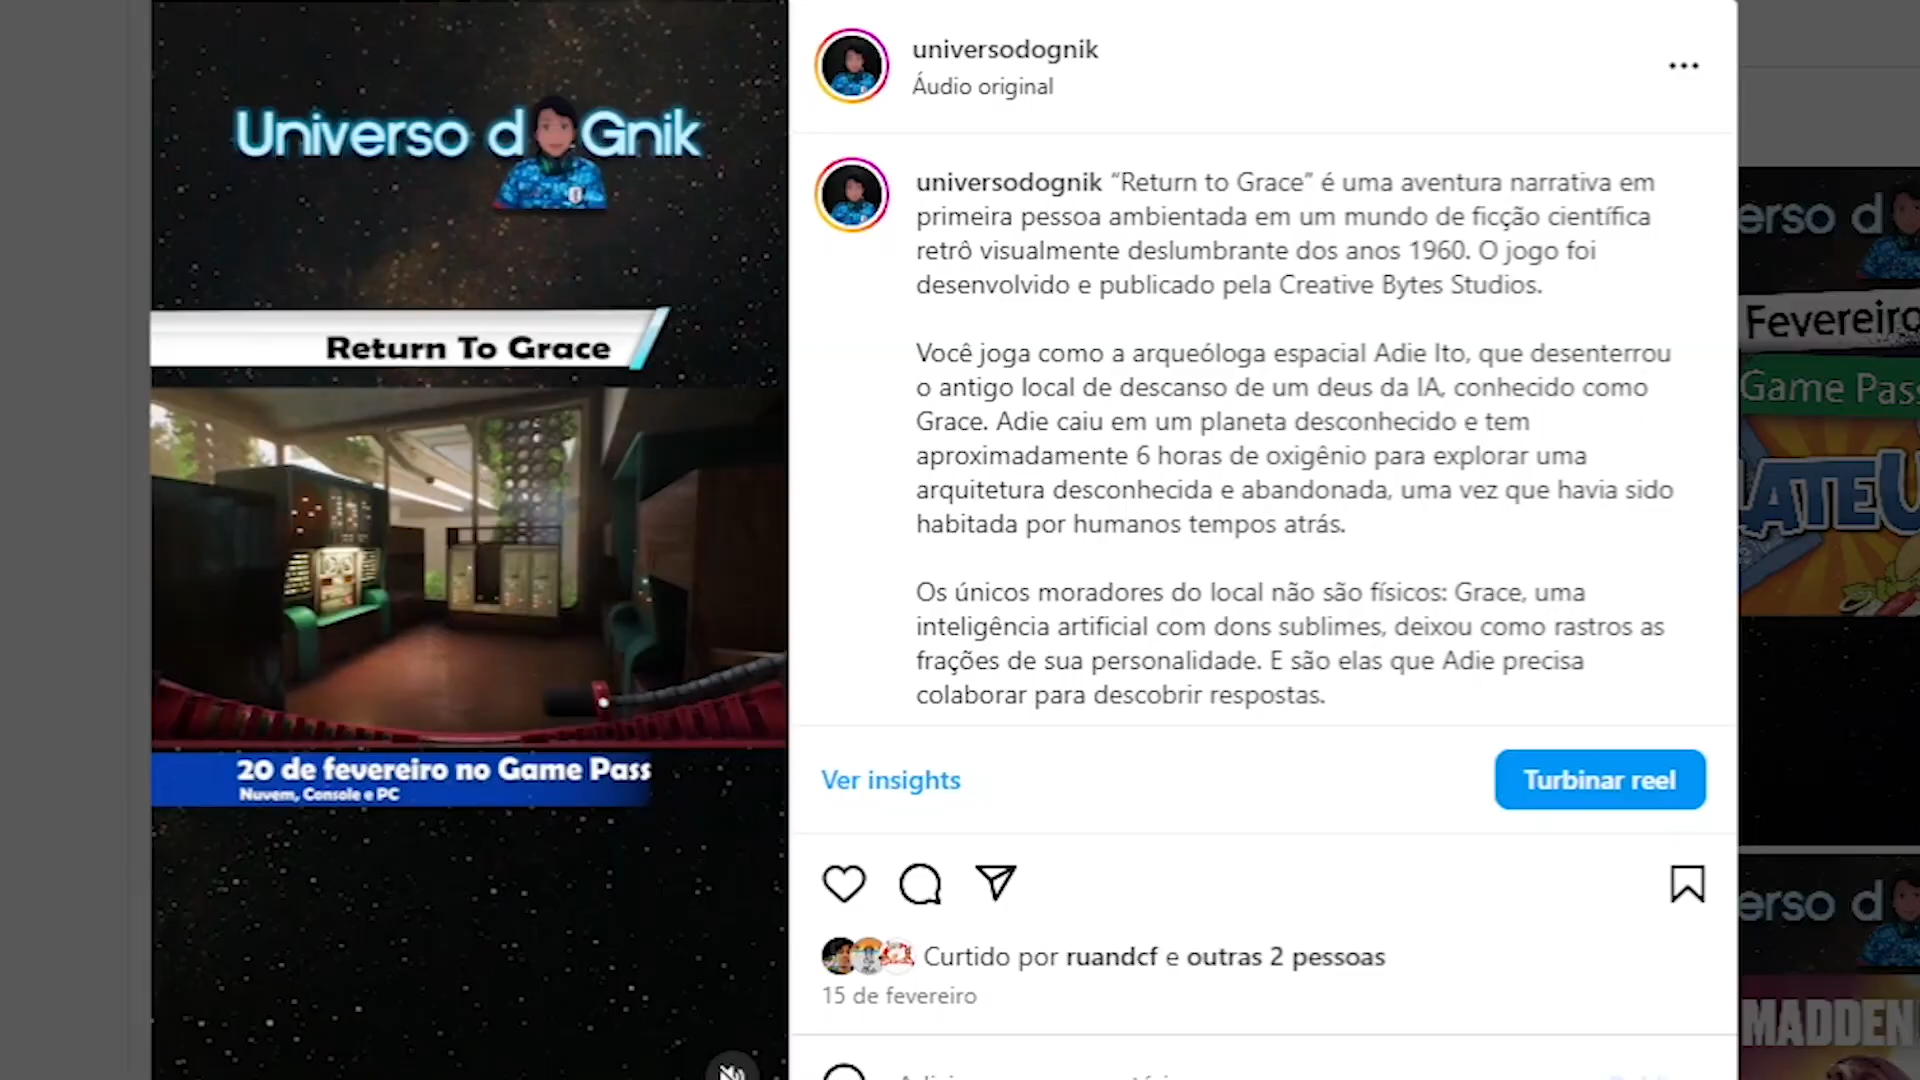 Universo d Gnik
Return To Grace
20 de fevereiro no Game Pass
Nuvem, Console e PC
universodognik
Áudio original
universodognik “Return to Grace” é uma aventura narrativa em
primeira pessoa ambientada em um mundo de ficção científica
retrô visualmente deslumbrante dos anos 1960. O jogo foi
desenvolvido e publicado pela Creative Bytes Studios.
Você joga como a arqueóloga espacial Adie Ito, que desenterrou
o antigo local de descanso de um deus da IA, conhecido como
Grace. Adie caiu em um planeta desconhecido e tem
aproximadamente 6 horas de oxigênio para explorar uma
arquitetura desconhecida e abandonada, uma vez que havia sido
habitada por humanos tempos atrás.
Os únicos moradores do local não são físicos: Grace, uma
inteligência artificial com dons sublimes, deixou como rastros as
frações de sua personalidade. E são elas que Adie precisa
colaborar para descobrir respostas.
Ver insights
Turbinar reel
Curtido por ruandcf e outras 2 pessoas
15 de fevereiro
erso d
Fevereiro
Game Pass
ATEU
erso d
MADDEN